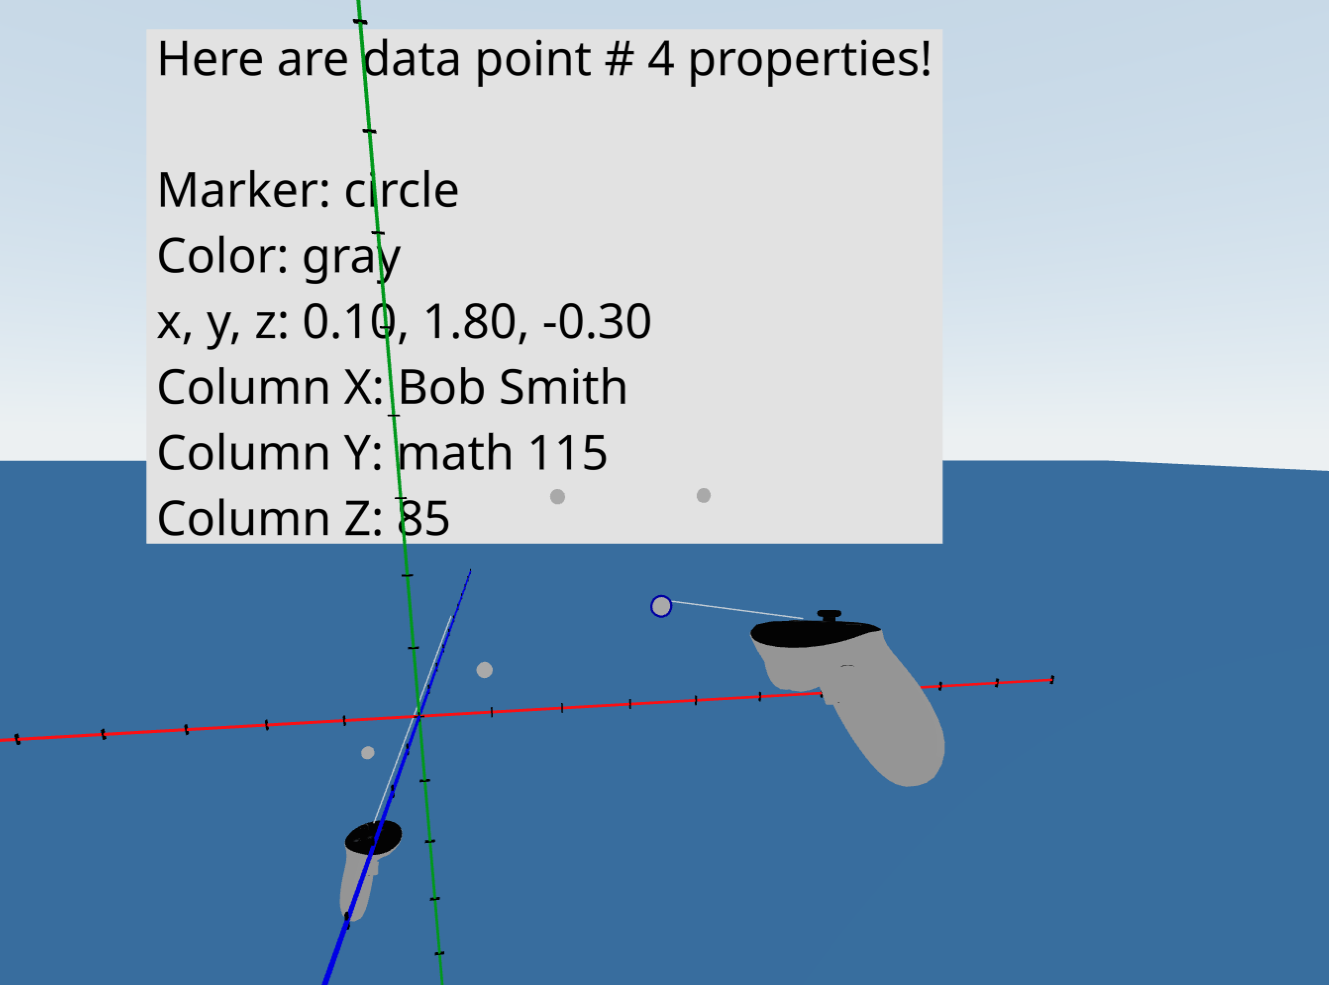 Here are data point # 4 properties!
Marker: circle
Color: gray
x, y, z: 0.10, 1.80, -0.30
Column X: Bob Smith
Column Y: math 115
Column Z: 85